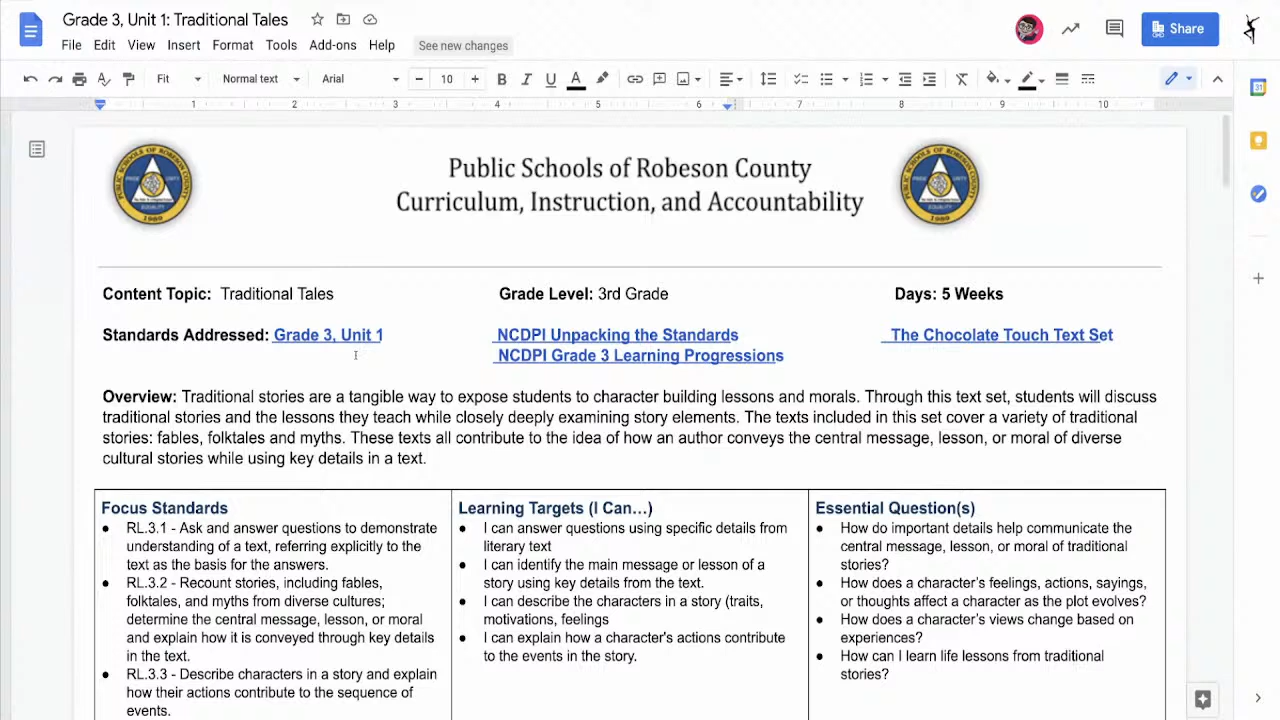 Grade 3, Unit 1: Traditional Tales
Share
File Edit View Insert Format Tools Add-ons Help See new changes
Fit Normal text Arial 10 B I U A
1 2 3 4 5 6 7 8 9 10
31
Public Schools of Robeson County
Curriculum, Instruction, and Accountability
Content Topic: Traditional Tales Grade Level: 3rd Grade Days: 5 Weeks
Standards Addressed: Grade 3, Unit 1 NCDPI Unpacking the Standards The Chocolate Touch Text Set
NCDPI Grade 3 Learning Progressions
Overview: Traditional stories are a tangible way to expose students to character building lessons and morals. Through this text set, students will discuss
traditional stories and the lessons they teach while closely deeply examining story elements. The texts included in this set cover a variety of traditional
stories: fables, folktales and myths. These texts all contribute to the idea of how an author conveys the central message, lesson, or moral of diverse
cultural stories while using key details in a text.
Focus Standards
● RL.3.1 - Ask and answer questions to demonstrate
understanding of a text, referring explicitly to the
text as the basis for the answers.
● RL.3.2 - Recount stories, including fables,
folktales, and myths from diverse cultures;
determine the central message, lesson, or moral
and explain how it is conveyed through key details
in the text.
● RL.3.3 - Describe characters in a story and explain
how their actions contribute to the sequence of
events.
Learning Targets (I Can...)
● I can answer questions using specific details from
literary text
● I can identify the main message or lesson of a
story using key details from the text.
● I can describe the characters in a story (traits,
motivations, feelings
● I can explain how a character's actions contribute
to the events in the story.
Essential Question(s)
● How do important details help communicate the
central message, lesson, or moral of traditional
stories?
● How does a character's feelings, actions, sayings,
or thoughts affect a character as the plot evolves?
● How does a character's views change based on
experiences?
● How can I learn life lessons from traditional
stories?